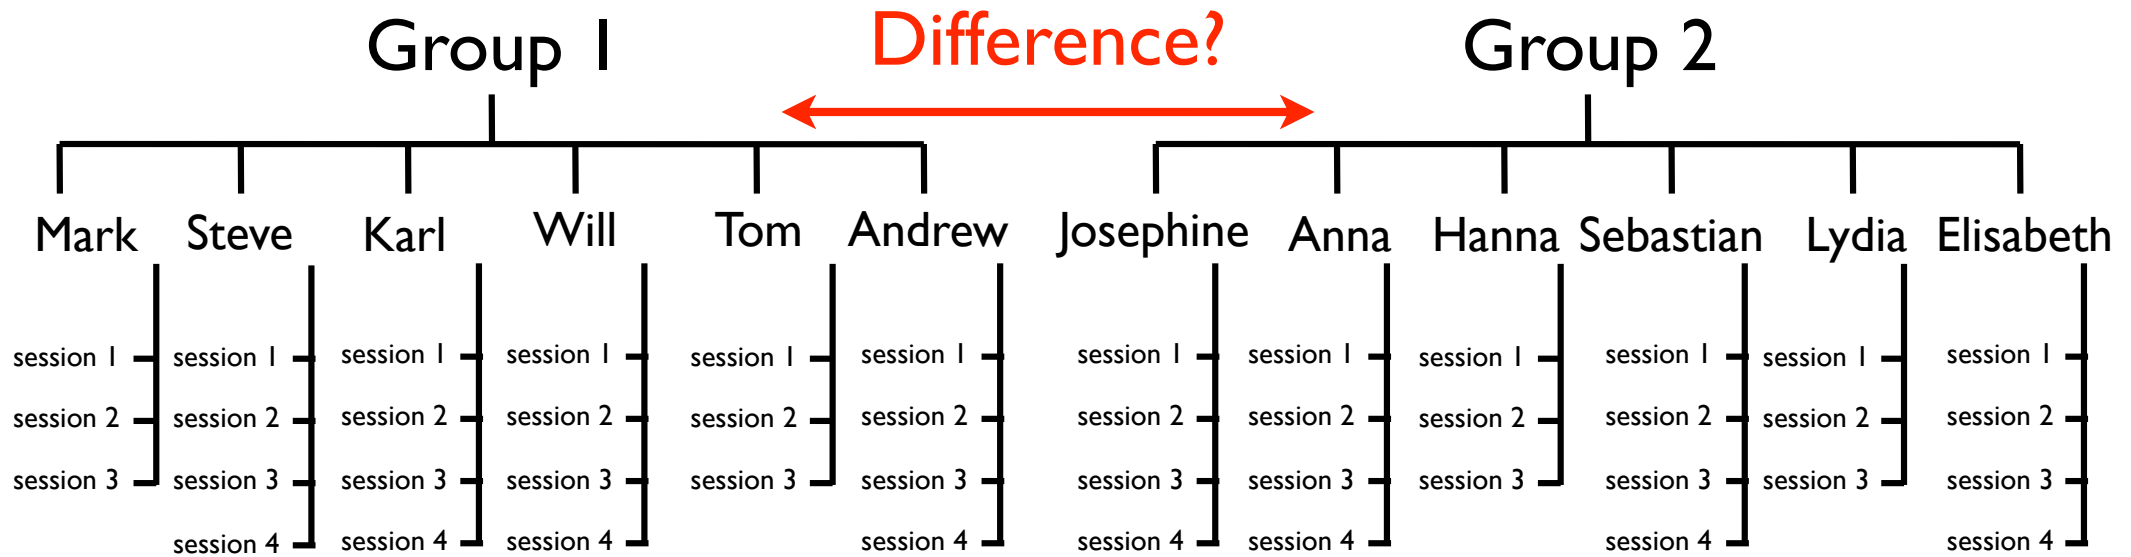 Group 1 Difference? Group 2
Mark Steve Karl Will Tom Andrew Josephine Anna Hanna Sebastian Lydia Elisabeth
session 1 session 1 session 1 session 1 session 1 session 1 session 1 session 1 session 1 session 1 session 1 session 1
session 2 session 2 session 2 session 2 session 2 session 2 session 2 session 2 session 2 session 2 session 2 session 2
session 3 session 3 session 3 session 3 session 3 session 3 session 3 session 3 session 3 session 3 session 3 session 3
session 4 session 4 session 4 session 4 session 4 session 4 session 4 session 4